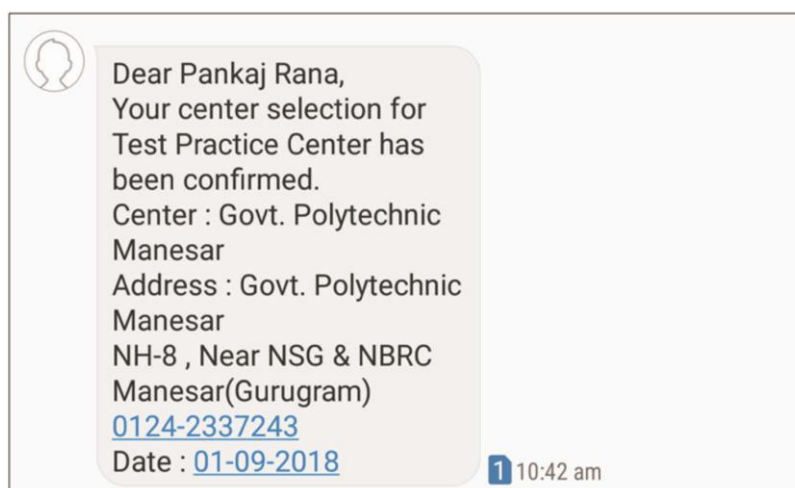 Dear Pankaj Rana,
Your center selection for
Test Practice Center has
been confirmed.
Center : Govt. Polytechnic
Manesar
Address : Govt. Polytechnic
Manesar
NH-8 , Near NSG & NBRC
Manesar(Gurugram)
0124-2337243
Date : 01-09-2018
1 10:42 am